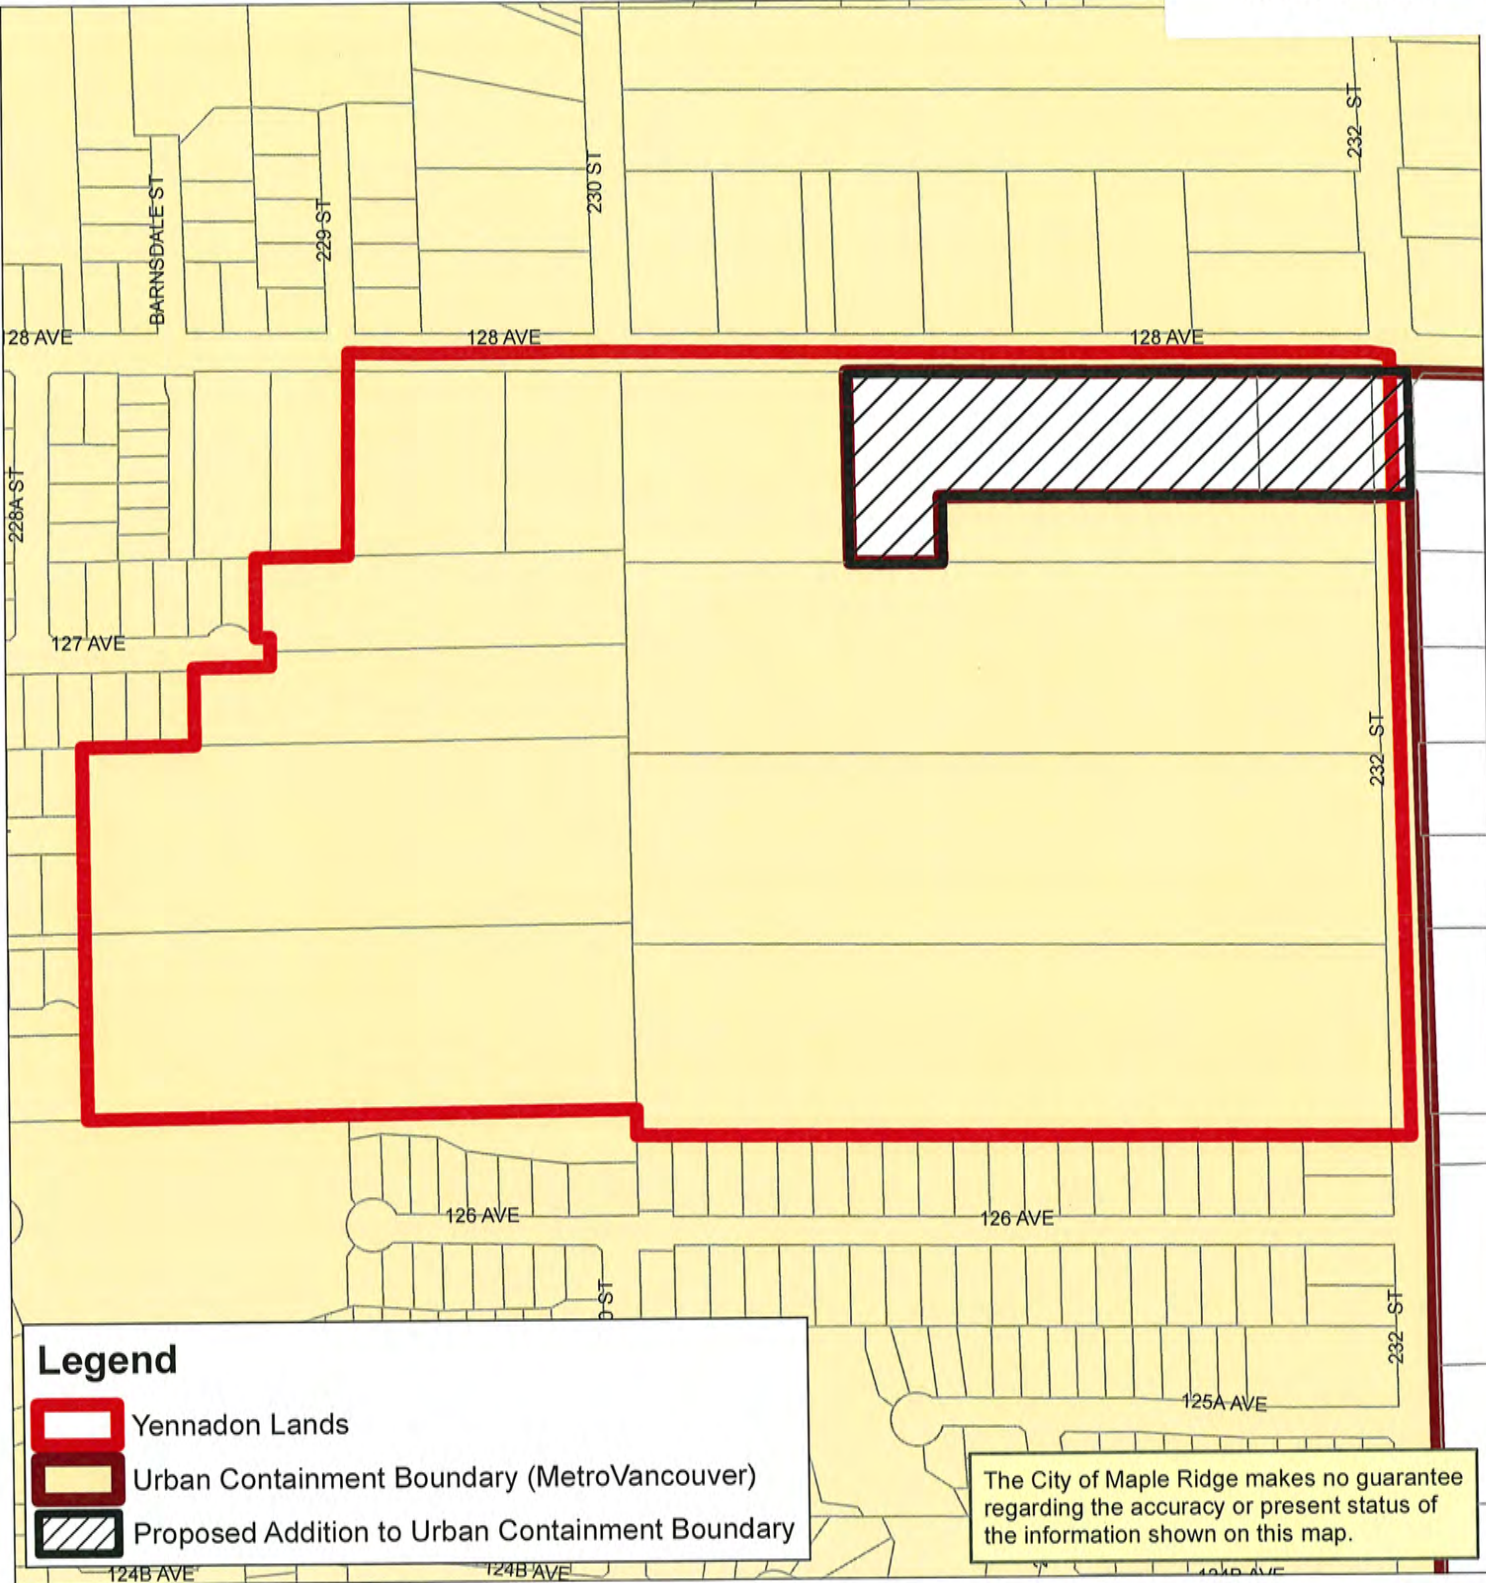 232 ST
230 ST
BARNSDALE ST
229 ST
128 AVE
128 AVE
128 AVE
228A ST
127 AVE
232 ST
126 AVE
126 AVE
232 ST
125A AVE
Legend
Yennadon Lands
Urban Containment Boundary (MetroVancouver)
Proposed Addition to Urban Containment Boundary
The City of Maple Ridge makes no guarantee
regarding the accuracy or present status of
the information shown on this map.
124B AVE
124B AVE